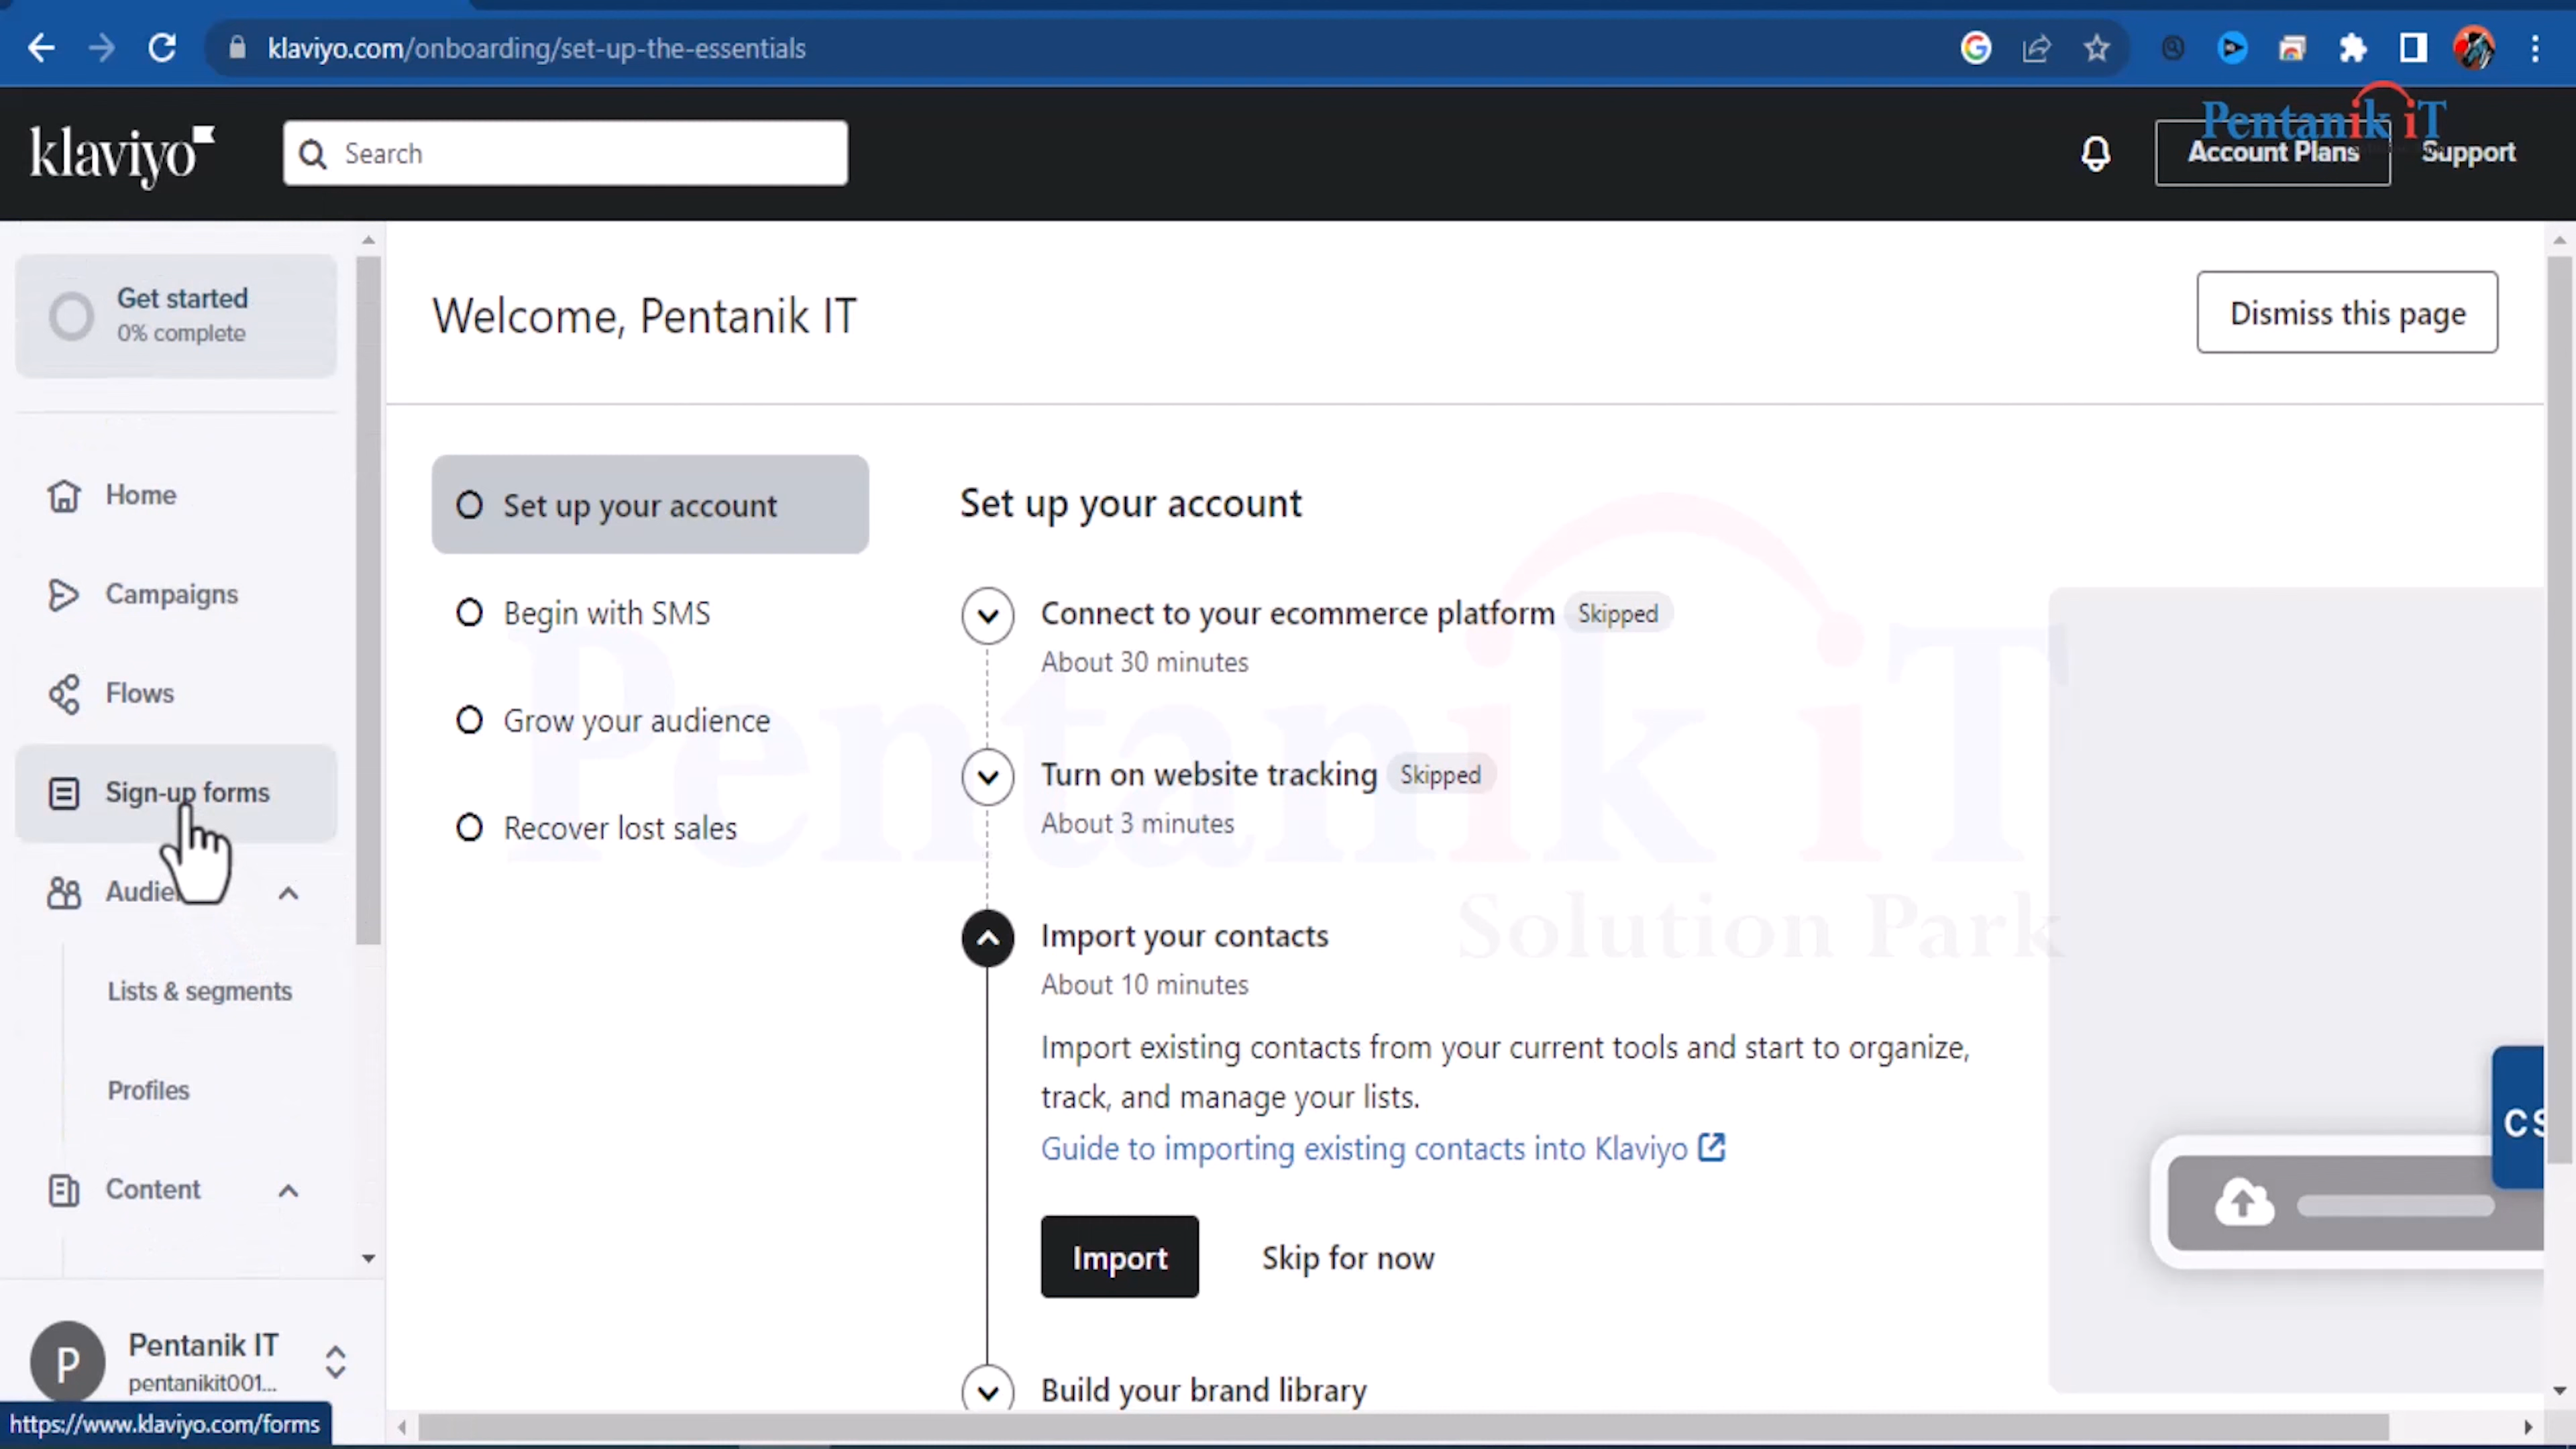 klaviyo.com/onboarding/set-up-the-essentials
Pentanik iT
klaviyo
Search
Account Plans
Support
Get started
0% complete
Home
Campaigns
Flows
Sign-up forms
Lists & segments
Profiles
Content
Pentanik IT
pentanikit001...
https://www.klaviyo.com/forms
Welcome, Pentanik IT
Dismiss this page
Set up your account
Begin with SMS
Grow your audience
Recover lost sales
Set up your account
Connect to your ecommerce platform Skipped
About 30 minutes
Turn on website tracking Skipped
About 3 minutes
Import your contacts
About 10 minutes
Import existing contacts from your current tools and start to organize,
track, and manage your lists.
Guide to importing existing contacts into Klaviyo
Import
Skip for now
Build your brand library
Pentanik iT
Solution Park
CS